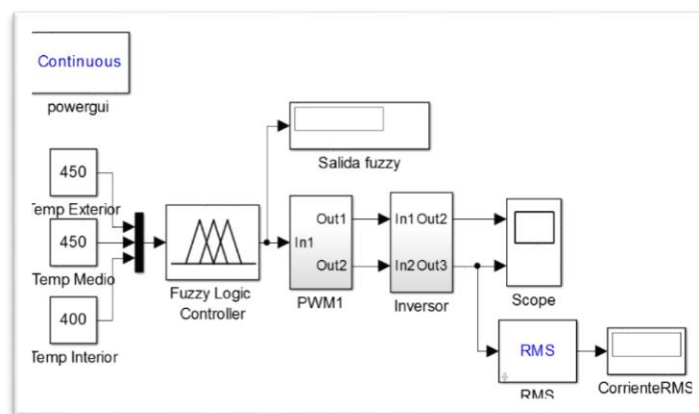 Continuous
powergui
450
Temp Exterior
450
Temp Medio
400
Temp Interior
Fuzzy Logic
Controller
Salida fuzzy
In1
Out1
Out2
PWM1
In1 Out2
In2 Out3
Inversor
Scope
RMS
RMS
CorrienteRMS